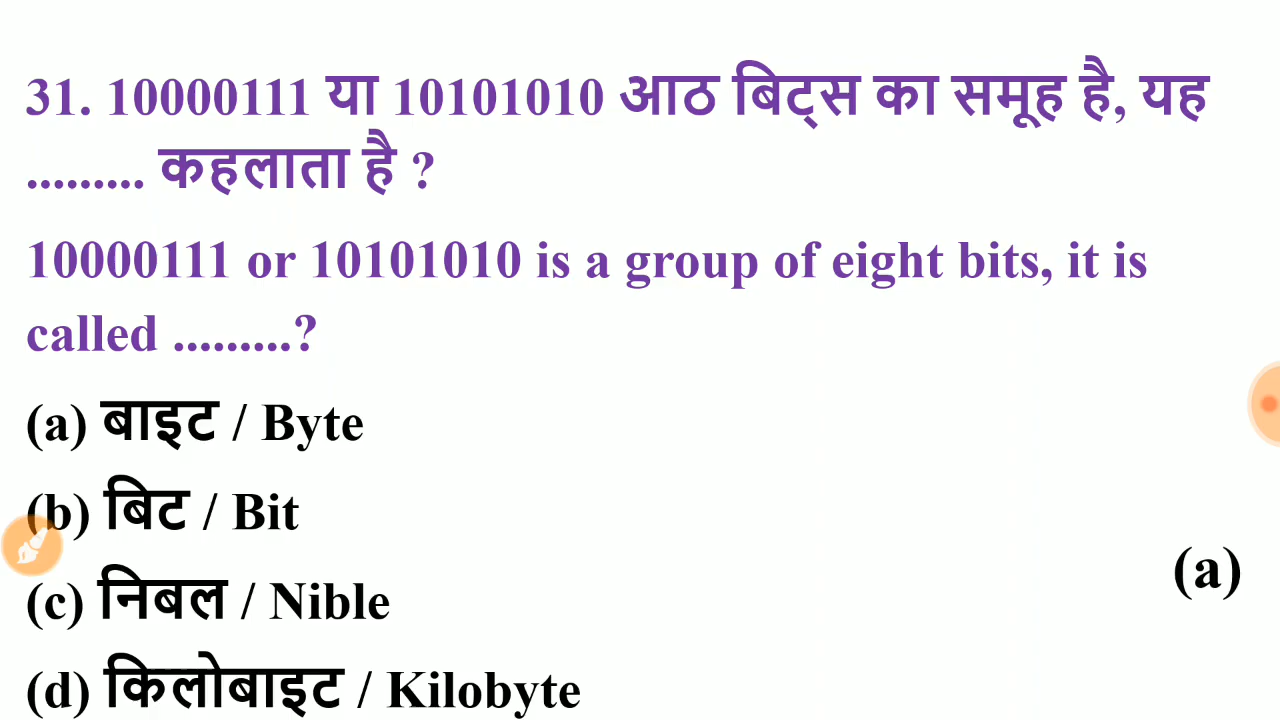 31. 10000111 या 10101010 आठ बिट्स का समूह है, यह
......... कहलाता है ?
10000111 or 10101010 is a group of eight bits, it is
called .........?
(a) बाइट / Byte
(b) बिट / Bit
(c) निबल / Nible
(a)
(d) किलोबाइट / Kilobyte